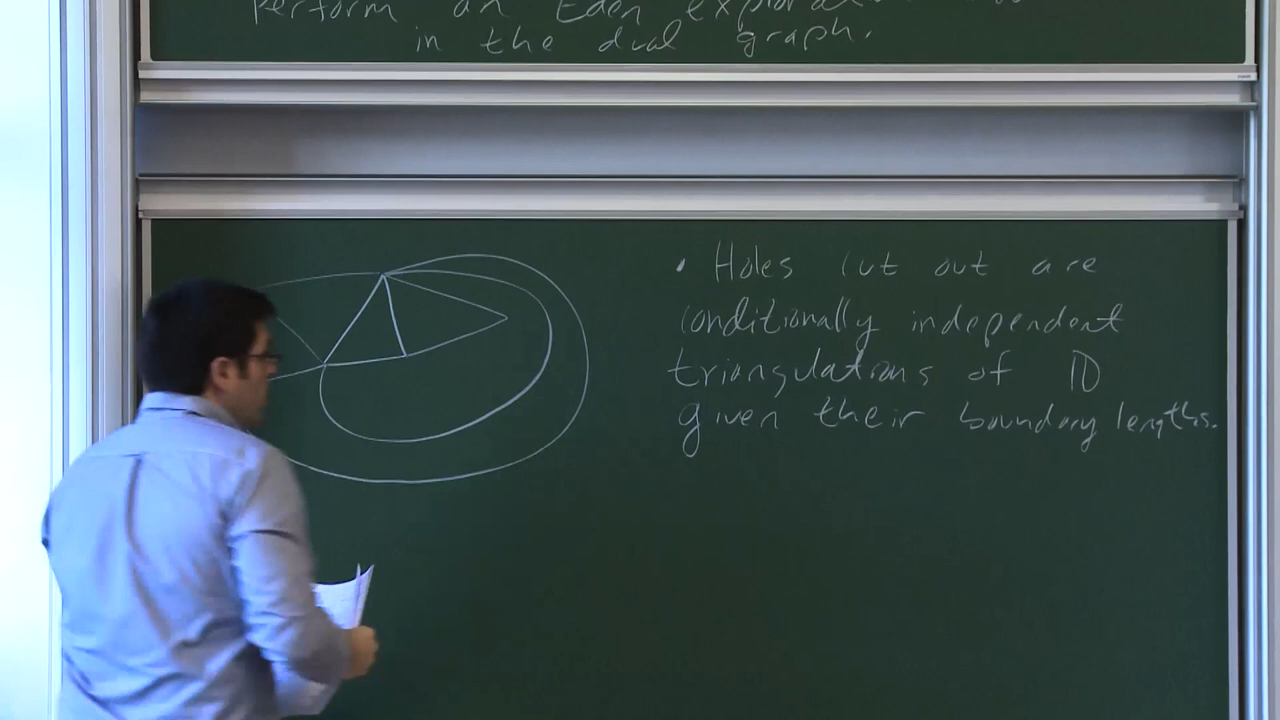 Perform an Eden
in the dual graph.
• Holes cut out are
conditionally independent
triangulations of D
given their boundary lengths.